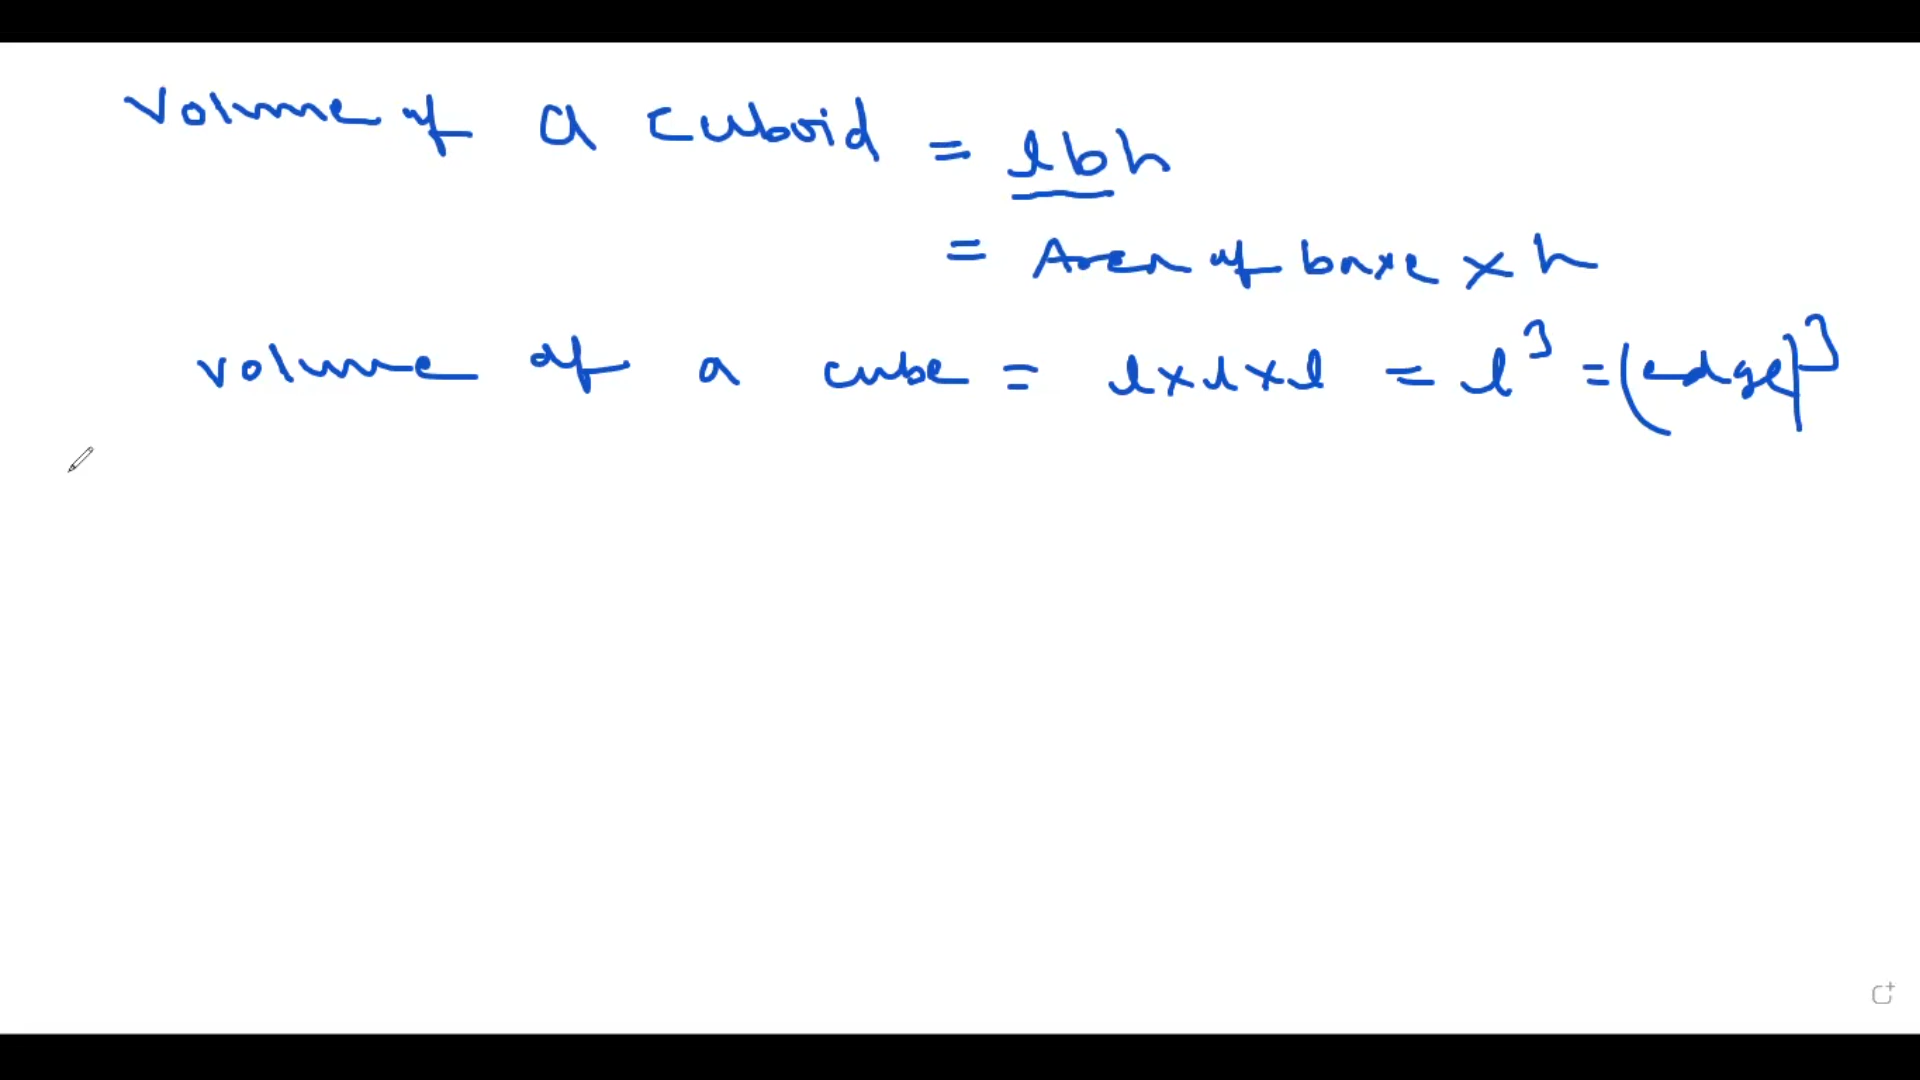 Volume of a cuboid = lbh
= Area of base × h
volume of a cube = l×l×l = l³ = (edge)³